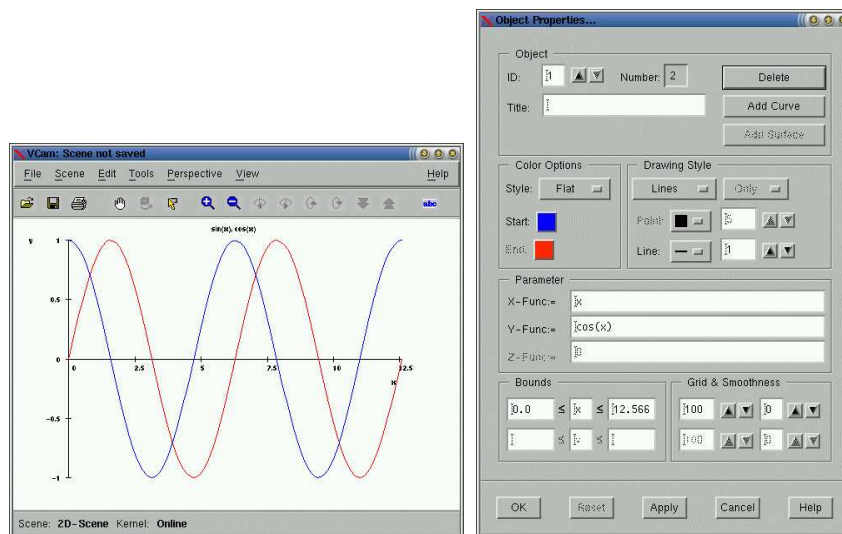 VCam: Scene not saved
File Scene Edit Tools Perspective View Help
abc
sin(x), cos(x)
y
1
0.5
0
-0.5
-1
0 2.5 5 7.5 10 12.5
x
Scene: 2D-Scene Kernel: Online
Object Properties...
Object
ID: 1 Number: 2 Delete
Title: Add Curve
Add Surface
Color Options Drawing Style
Style: Flat Lines Only
Start: Point: 5
End: Line: 1
Parameter
X-Func:= x
Y-Func:= cos(x)
Z-Func:= 0
Bounds Grid & Smoothness
0.0 ≤ x ≤ 12.566 100 0
≤ ≤ 100 0
OK Reset Apply Cancel Help